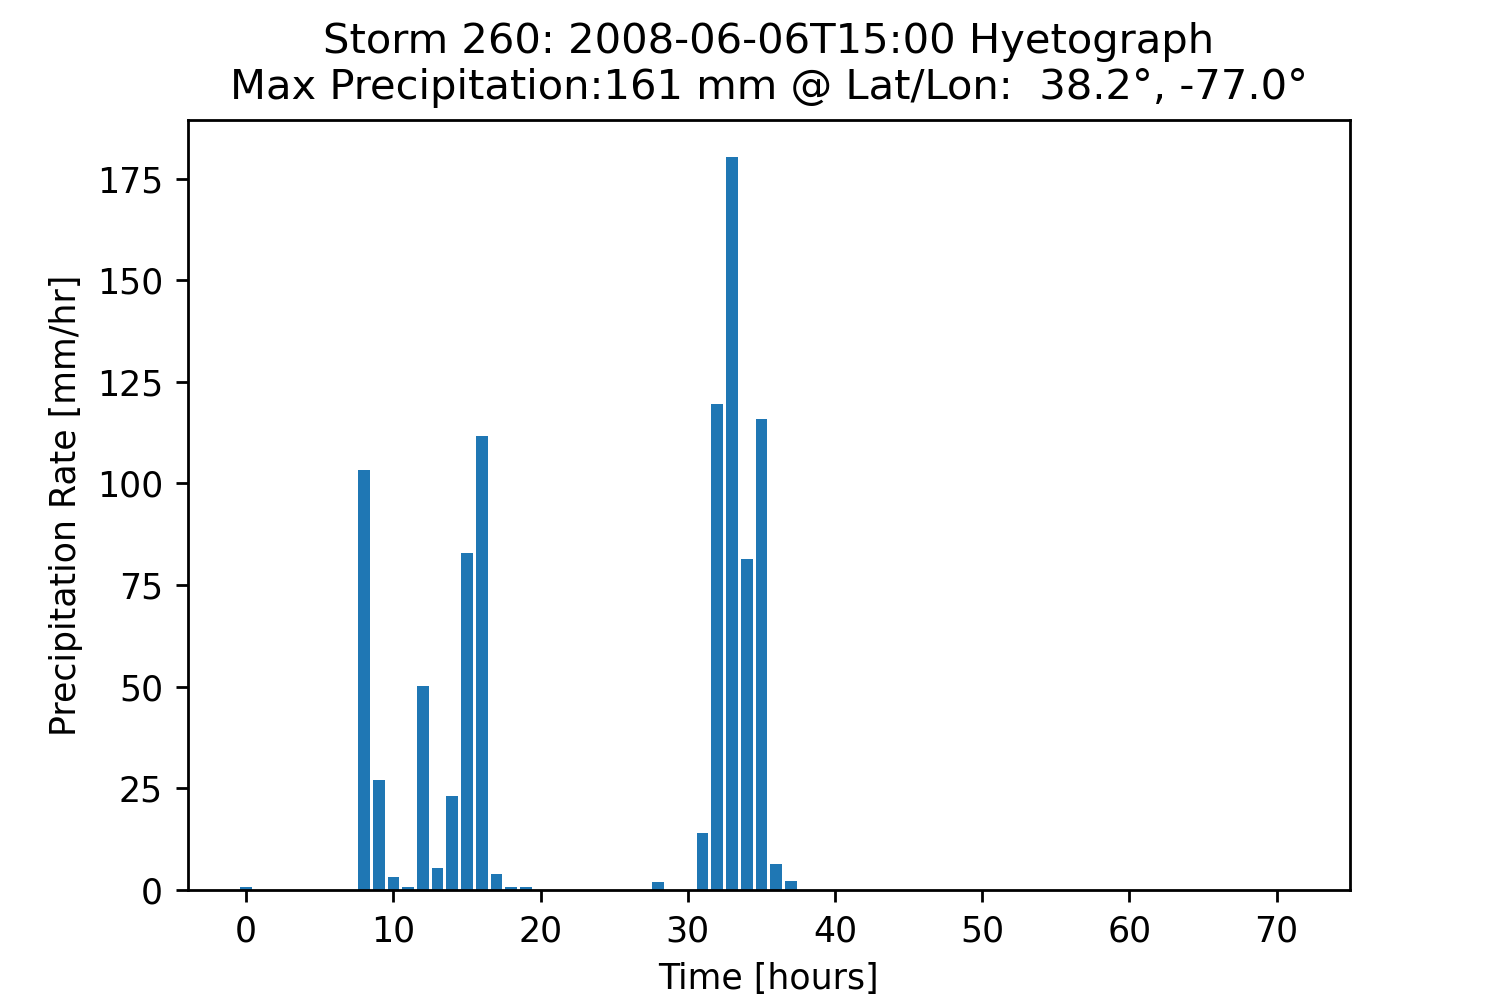 Storm 260: 2008-06-06T15:00 Hyetograph
Max Precipitation:161 mm @ Lat/Lon:  38.2°, -77.0°
Precipitation Rate [mm/hr]
175
150
125
100
75
50
25
0
0 10 20 30 40 50 60 70
Time [hours]